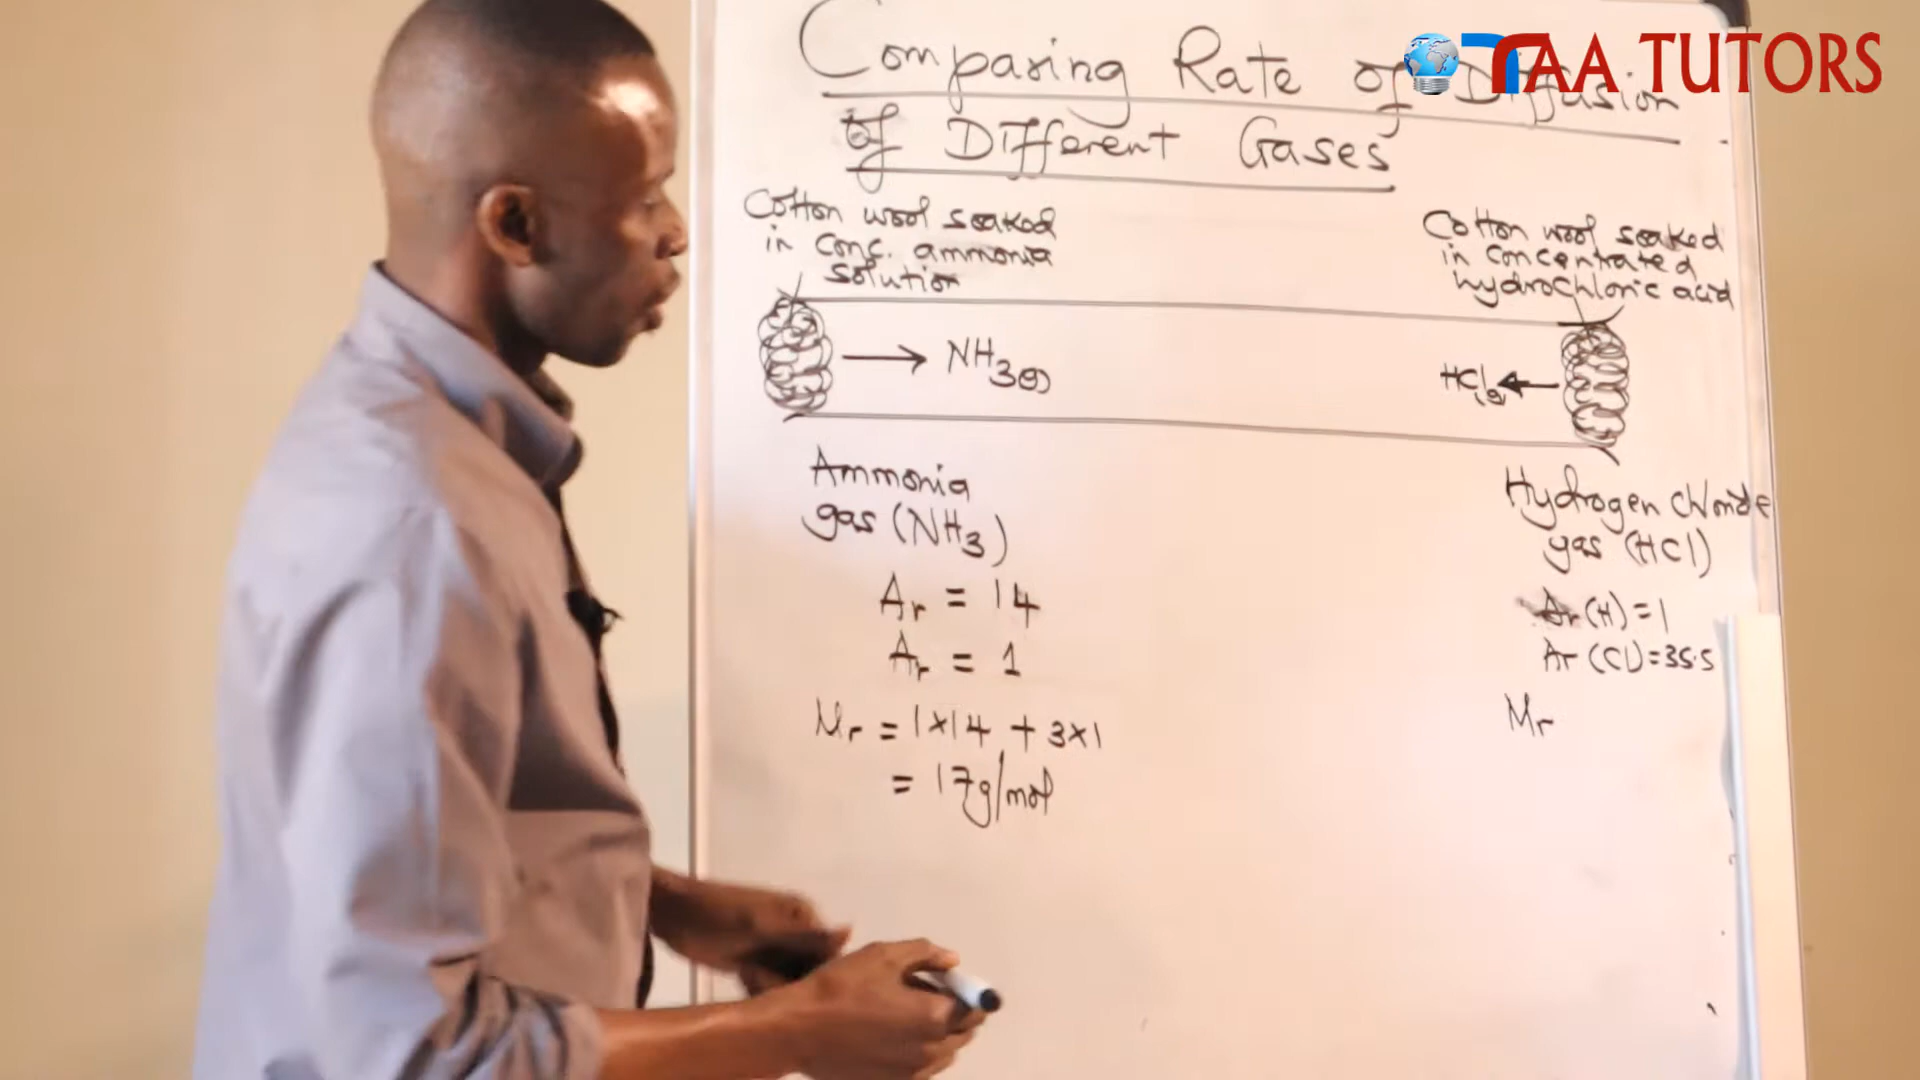 TAA TUTORS
Comparing Rate of Diffusion
of Different Gases
Cotton wool soaked
in conc. ammonia
solution
Cotton wool soaked
in concentrated
hydrochloric acid
NH3(g)
HCl(g)
Ammonia
gas (NH3)
Ar = 14
Ar = 1
Mr = 1×14 + 3×1
= 17g/mol
Hydrogen chloride
gas (HCl)
Ar (H) = 1
Ar (Cl) = 35.5
Mr